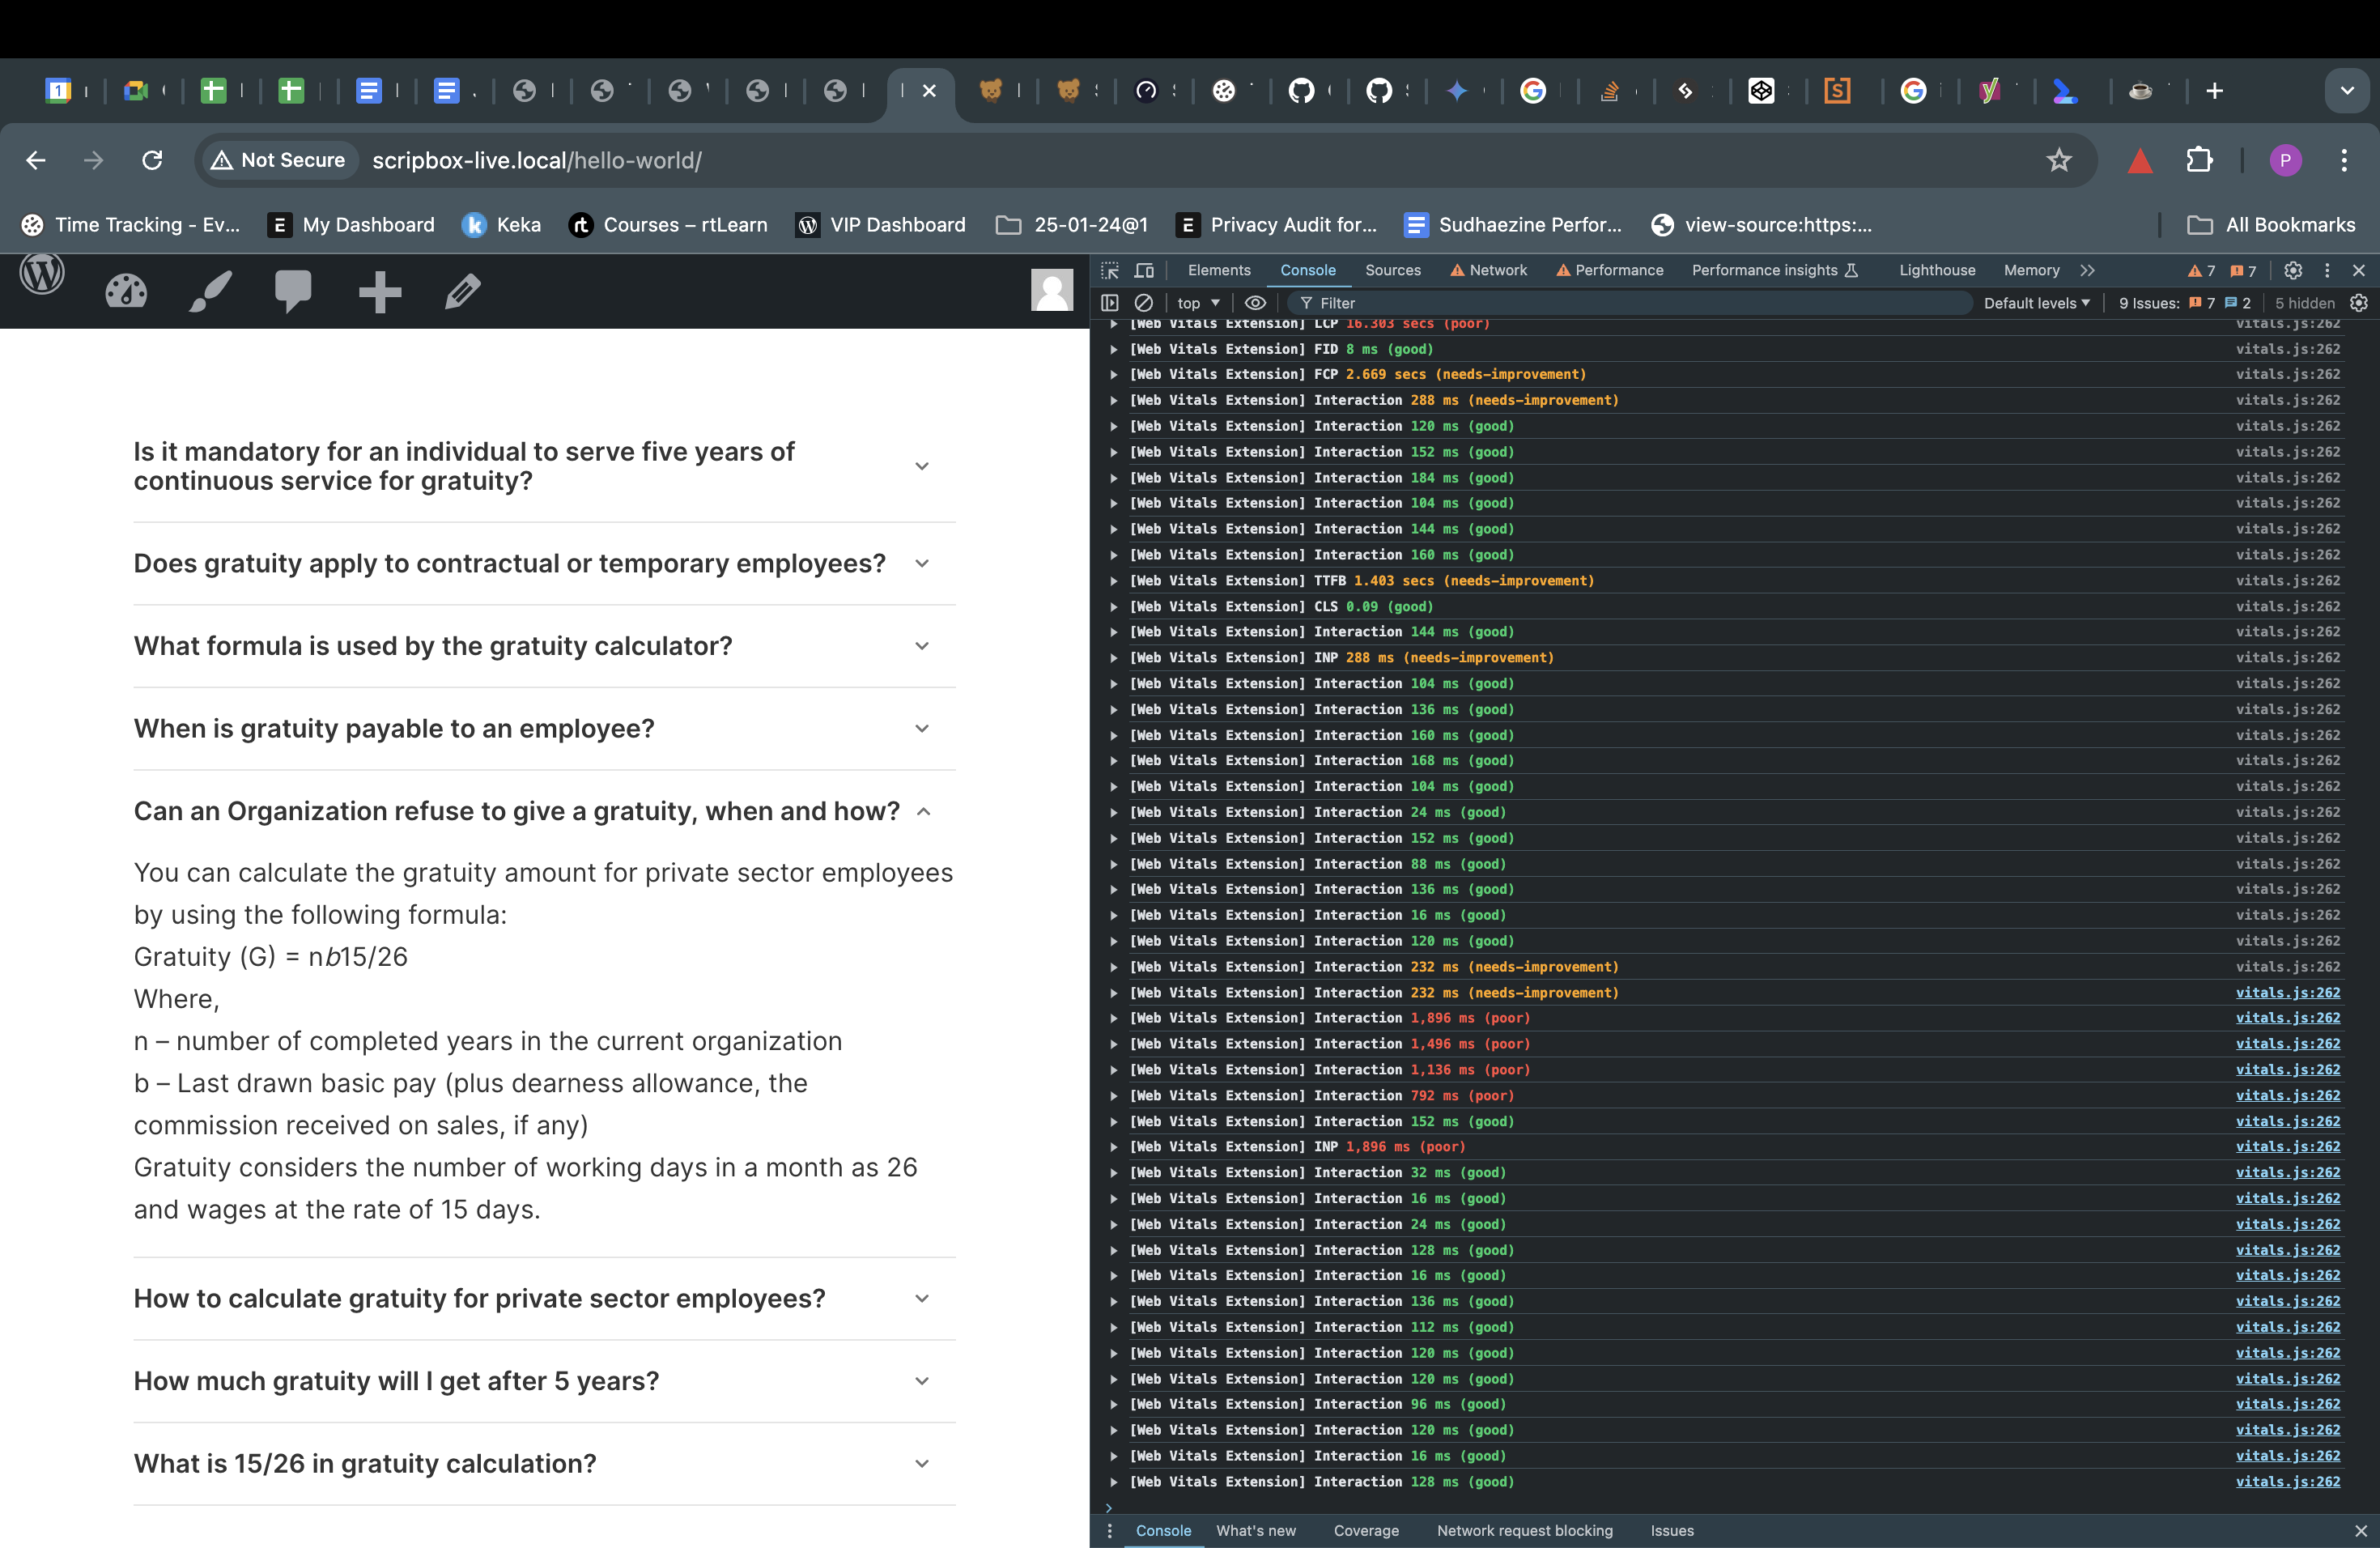 Not Secure
scripbox-live.local/hello-world/
P
Time Tracking - Ev...
My Dashboard
Keka
Courses – rtLearn
VIP Dashboard
25-01-24@1
Privacy Audit for...
Sudhaezine Perfor...
view-source:https:...
All Bookmarks
Is it mandatory for an individual to serve five years of
continuous service for gratuity?
Does gratuity apply to contractual or temporary employees?
What formula is used by the gratuity calculator?
When is gratuity payable to an employee?
Can an Organization refuse to give a gratuity, when and how?
You can calculate the gratuity amount for private sector employees
by using the following formula:
Gratuity (G) = nb15/26
Where,
n – number of completed years in the current organization
b – Last drawn basic pay (plus dearness allowance, the
commission received on sales, if any)
Gratuity considers the number of working days in a month as 26
and wages at the rate of 15 days.
How to calculate gratuity for private sector employees?
How much gratuity will I get after 5 years?
What is 15/26 in gratuity calculation?
Elements Console Sources Network Performance Performance insights Lighthouse Memory 7 7
top Filter Default levels 9 Issues: 7 2 5 hidden
[Web Vitals Extension] LCP 16.303 secs (poor) vitals.js:262
[Web Vitals Extension] FID 8 ms (good) vitals.js:262
[Web Vitals Extension] FCP 2.669 secs (needs-improvement) vitals.js:262
[Web Vitals Extension] Interaction 288 ms (needs-improvement) vitals.js:262
[Web Vitals Extension] Interaction 120 ms (good) vitals.js:262
[Web Vitals Extension] Interaction 152 ms (good) vitals.js:262
[Web Vitals Extension] Interaction 184 ms (good) vitals.js:262
[Web Vitals Extension] Interaction 104 ms (good) vitals.js:262
[Web Vitals Extension] Interaction 144 ms (good) vitals.js:262
[Web Vitals Extension] Interaction 160 ms (good) vitals.js:262
[Web Vitals Extension] TTFB 1.403 secs (needs-improvement) vitals.js:262
[Web Vitals Extension] CLS 0.09 (good) vitals.js:262
[Web Vitals Extension] Interaction 144 ms (good) vitals.js:262
[Web Vitals Extension] INP 288 ms (needs-improvement) vitals.js:262
[Web Vitals Extension] Interaction 104 ms (good) vitals.js:262
[Web Vitals Extension] Interaction 136 ms (good) vitals.js:262
[Web Vitals Extension] Interaction 160 ms (good) vitals.js:262
[Web Vitals Extension] Interaction 168 ms (good) vitals.js:262
[Web Vitals Extension] Interaction 104 ms (good) vitals.js:262
[Web Vitals Extension] Interaction 24 ms (good) vitals.js:262
[Web Vitals Extension] Interaction 152 ms (good) vitals.js:262
[Web Vitals Extension] Interaction 88 ms (good) vitals.js:262
[Web Vitals Extension] Interaction 136 ms (good) vitals.js:262
[Web Vitals Extension] Interaction 16 ms (good) vitals.js:262
[Web Vitals Extension] Interaction 120 ms (good) vitals.js:262
[Web Vitals Extension] Interaction 232 ms (needs-improvement) vitals.js:262
[Web Vitals Extension] Interaction 232 ms (needs-improvement) vitals.js:262
[Web Vitals Extension] Interaction 1,896 ms (poor) vitals.js:262
[Web Vitals Extension] Interaction 1,496 ms (poor) vitals.js:262
[Web Vitals Extension] Interaction 1,136 ms (poor) vitals.js:262
[Web Vitals Extension] Interaction 792 ms (poor) vitals.js:262
[Web Vitals Extension] Interaction 152 ms (good) vitals.js:262
[Web Vitals Extension] INP 1,896 ms (poor) vitals.js:262
[Web Vitals Extension] Interaction 32 ms (good) vitals.js:262
[Web Vitals Extension] Interaction 16 ms (good) vitals.js:262
[Web Vitals Extension] Interaction 24 ms (good) vitals.js:262
[Web Vitals Extension] Interaction 128 ms (good) vitals.js:262
[Web Vitals Extension] Interaction 16 ms (good) vitals.js:262
[Web Vitals Extension] Interaction 136 ms (good) vitals.js:262
[Web Vitals Extension] Interaction 112 ms (good) vitals.js:262
[Web Vitals Extension] Interaction 120 ms (good) vitals.js:262
[Web Vitals Extension] Interaction 120 ms (good) vitals.js:262
[Web Vitals Extension] Interaction 96 ms (good) vitals.js:262
[Web Vitals Extension] Interaction 120 ms (good) vitals.js:262
[Web Vitals Extension] Interaction 16 ms (good) vitals.js:262
[Web Vitals Extension] Interaction 128 ms (good) vitals.js:262
Console What's new Coverage Network request blocking Issues